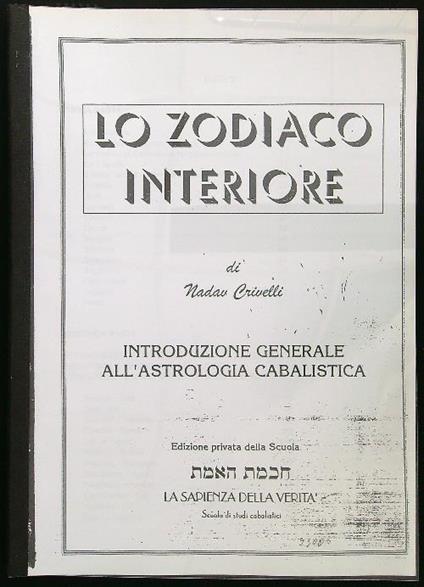 LO ZODIACO
INTERIORE
di
Nadav Crivelli
INTRODUZIONE GENERALE
ALL'ASTROLOGIA CABALISTICA
Edizione privata della Scuola
חכמת האמת
LA SAPIENZA DELLA VERITA'
Scuola di studi cabalistici